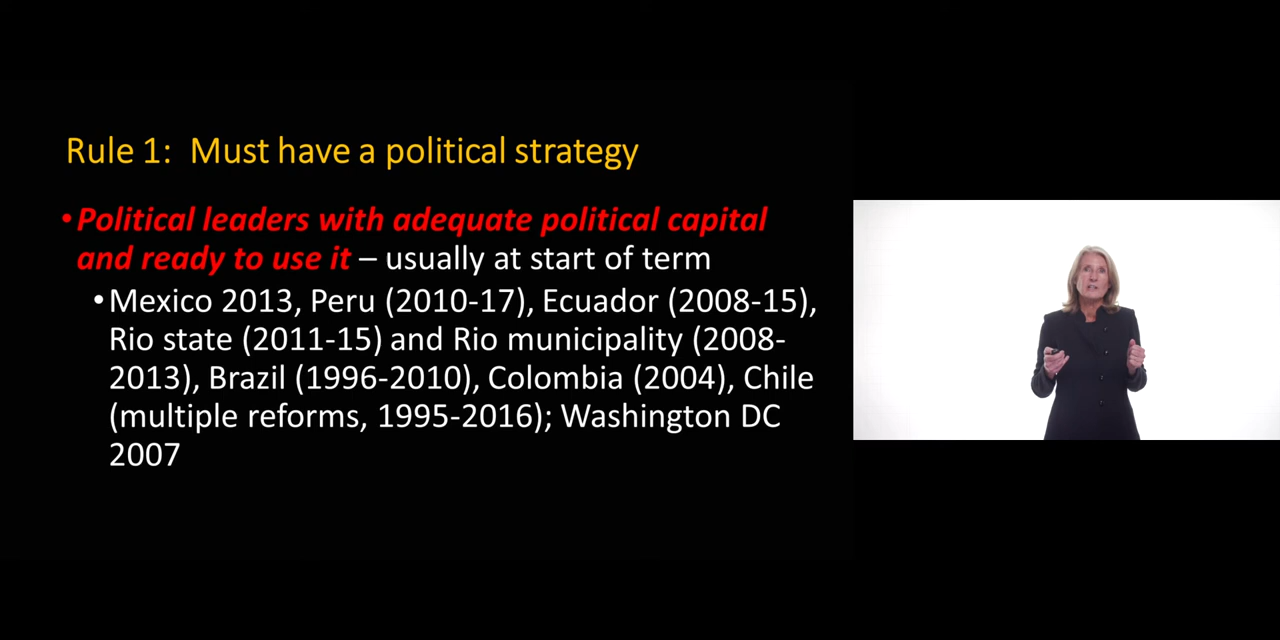 Rule 1:  Must have a political strategy
•Political leaders with adequate political capital
and ready to use it – usually at start of term
•Mexico 2013, Peru (2010-17), Ecuador (2008-15),
Rio state (2011-15) and Rio municipality (2008-
2013), Brazil (1996-2010), Colombia (2004), Chile
(multiple reforms, 1995-2016); Washington DC
2007